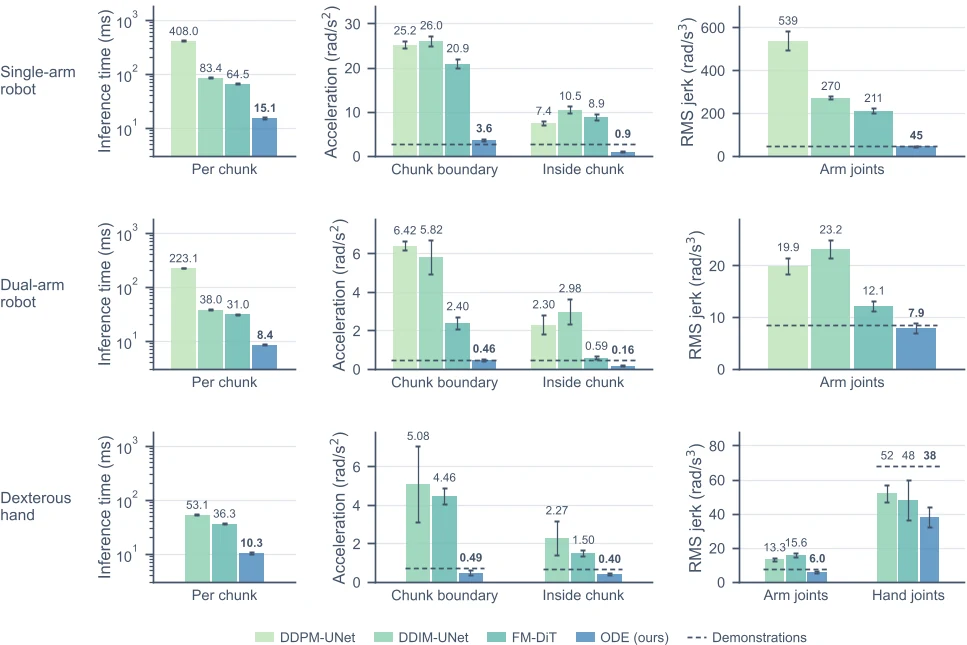 Single-arm
robot
Inference time (ms)
10³
10²
10¹
408.0
83.4
64.5
15.1
Per chunk
Acceleration (rad/s²)
30
20
10
0
25.2
26.0
20.9
3.6
7.4
10.5
8.9
0.9
Chunk boundary
Inside chunk
RMS jerk (rad/s³)
600
400
200
0
539
270
211
45
Arm joints
Dual-arm
robot
Inference time (ms)
10³
10²
10¹
223.1
38.0
31.0
8.4
Per chunk
Acceleration (rad/s²)
6
4
2
0
6.42
5.82
2.40
0.46
2.30
2.98
0.59
0.16
Chunk boundary
Inside chunk
RMS jerk (rad/s³)
20
10
0
19.9
23.2
12.1
7.9
Arm joints
Dexterous
hand
Inference time (ms)
10³
10²
10¹
53.1
36.3
10.3
Per chunk
Acceleration (rad/s²)
6
4
2
0
5.08
4.46
0.49
2.27
1.50
0.40
Chunk boundary
Inside chunk
RMS jerk (rad/s³)
80
60
40
20
0
13.3
15.6
6.0
52
48
38
Arm joints
Hand joints
DDPM-UNet
DDIM-UNet
FM-DiT
ODE (ours)
Demonstrations